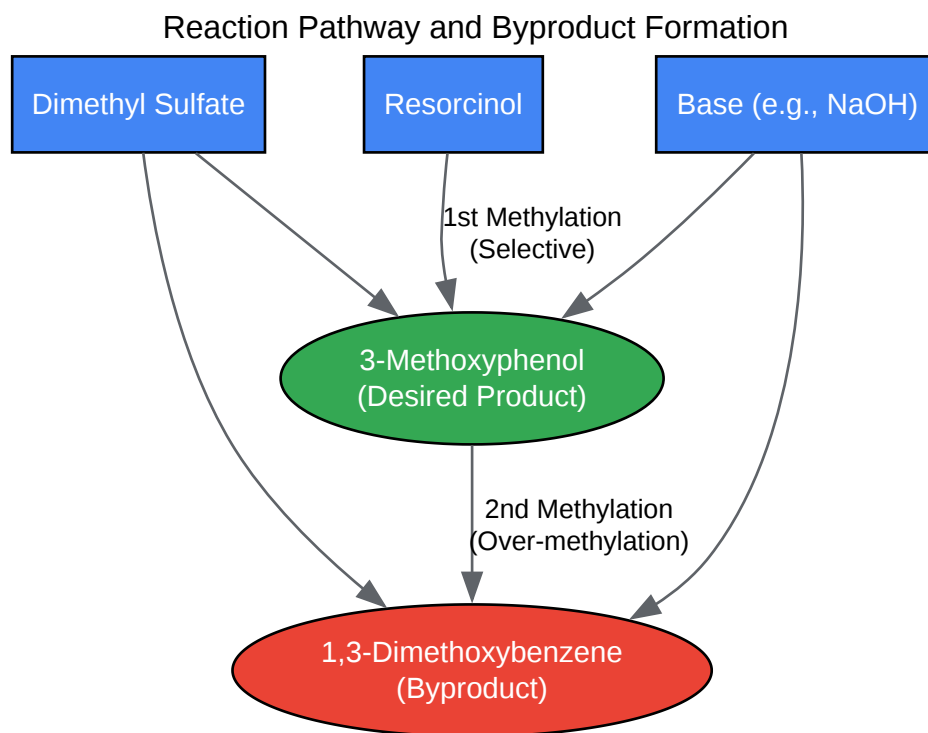 Reaction Pathway and Byproduct Formation
Dimethyl Sulfate
Resorcinol
Base (e.g., NaOH)
1st Methylation
(Selective)
3-Methoxyphenol
(Desired Product)
2nd Methylation
(Over-methylation)
1,3-Dimethoxybenzene
(Byproduct)